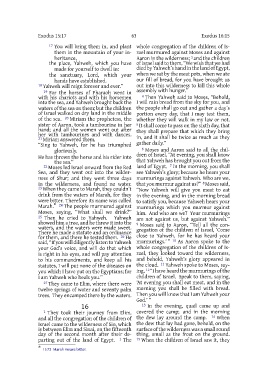 Exodus 15:17 63 Exodus 16:15
17 You will bring them in, and plant
them in the mountain of your in-
heritance,
the place, Yahweh, which you have
made for yourself to dwell in:
the sanctuary, Lord, which your
hands have established.
18 Yahweh will reign forever and ever."
19 For the horses of Pharaoh went in
with his chariots and with his horsemen
into the sea, and Yahweh brought back the
waters of the sea on them; but the children
of Israel walked on dry land in the middle
of the sea. 20 Miriam the prophetess, the
sister of Aaron, took a tambourine in her
hand; and all the women went out after
her with tambourines and with dances.
21 Miriam answered them,
"Sing to Yahweh, for he has triumphed
gloriously.
He has thrown the horse and his rider into
the sea."
22 Moses led Israel onward from the Red
Sea, and they went out into the wilder-
ness of Shur; and they went three days
in the wilderness, and found no water.
23 When they came to Marah, they couldn't
drink from the waters of Marah, for they
were bitter. Therefore its name was called
Marah. 24 The people murmured against
Moses, saying, "What shall we drink?"
25 Then he cried to Yahweh. Yahweh
showed him a tree, and he threw it into the
waters, and the waters were made sweet.
There he made a statute and an ordinance
for them, and there he tested them. 26 He
said, "If you will diligently listen to Yahweh
your God's voice, and will do that which
is right in his eyes, and will pay attention
to his commandments, and keep all his
statutes, I will put none of the diseases on
you which I have put on the Egyptians; for
I am Yahweh who heals you."
27 They came to Elim, where there were
twelve springs of water and seventy palm
trees. They encamped there by the waters.
16
1 They took their journey from Elim,
and all the congregation of the children of
Israel came to the wilderness of Sin, which
is between Elim and Sinai, on the fifteenth
day of the second month after their de-
parting out of the land of Egypt. 2 The
whole congregation of the children of Is-
rael murmured against Moses and against
Aaron in the wilderness; 3 and the children
of Israel said to them, "We wish that we had
died by Yahweh's hand in the land of Egypt,
when we sat by the meat pots, when we ate
our fill of bread, for you have brought us
out into this wilderness to kill this whole
assembly with hunger."
4 Then Yahweh said to Moses, "Behold,
I will rain bread from the sky for you, and
the people shall go out and gather a day's
portion every day, that I may test them,
whether they will walk in my law or not.
5 It shall come to pass on the sixth day, that
they shall prepare that which they bring
in, and it shall be twice as much as they
gather daily."
6 Moses and Aaron said to all the chil-
dren of Israel, "At evening, you shall know
that Yahweh has brought you out from the
land of Egypt. 7 In the morning, you shall
see Yahweh's glory; because he hears your
murmurings against Yahweh. Who are we,
that you murmur against us?" 8 Moses said,
"Now Yahweh will give you meat to eat
in the evening, and in the morning bread
to satisfy you, because Yahweh hears your
murmurings which you murmur against
him. And who are we? Your murmurings
are not against us, but against Yahweh."
9 Moses said to Aaron, "Tell all the con-
gregation of the children of Israel, 'Come
close to Yahweh, for he has heard your
murmurings.'" 10 As Aaron spoke to the
whole congregation of the children of Is-
rael, they looked toward the wilderness,
and behold, Yahweh's glory appeared in
the cloud. 11 Yahweh spoke to Moses, say-
ing, 12 "I have heard the murmurings of the
children of Israel. Speak to them, saying,
'At evening you shall eat meat, and in the
morning you shall be filled with bread.
Then you will know that I am Yahweh your
God.'"
13 In the evening, quail came up and
covered the camp; and in the morning
the dew lay around the camp. 14 When
the dew that lay had gone, behold, on the
surface of the wilderness was a small round
thing, small as the frost on the ground.
15 When the children of Israel saw it, they
15:23 Marah means bitter.